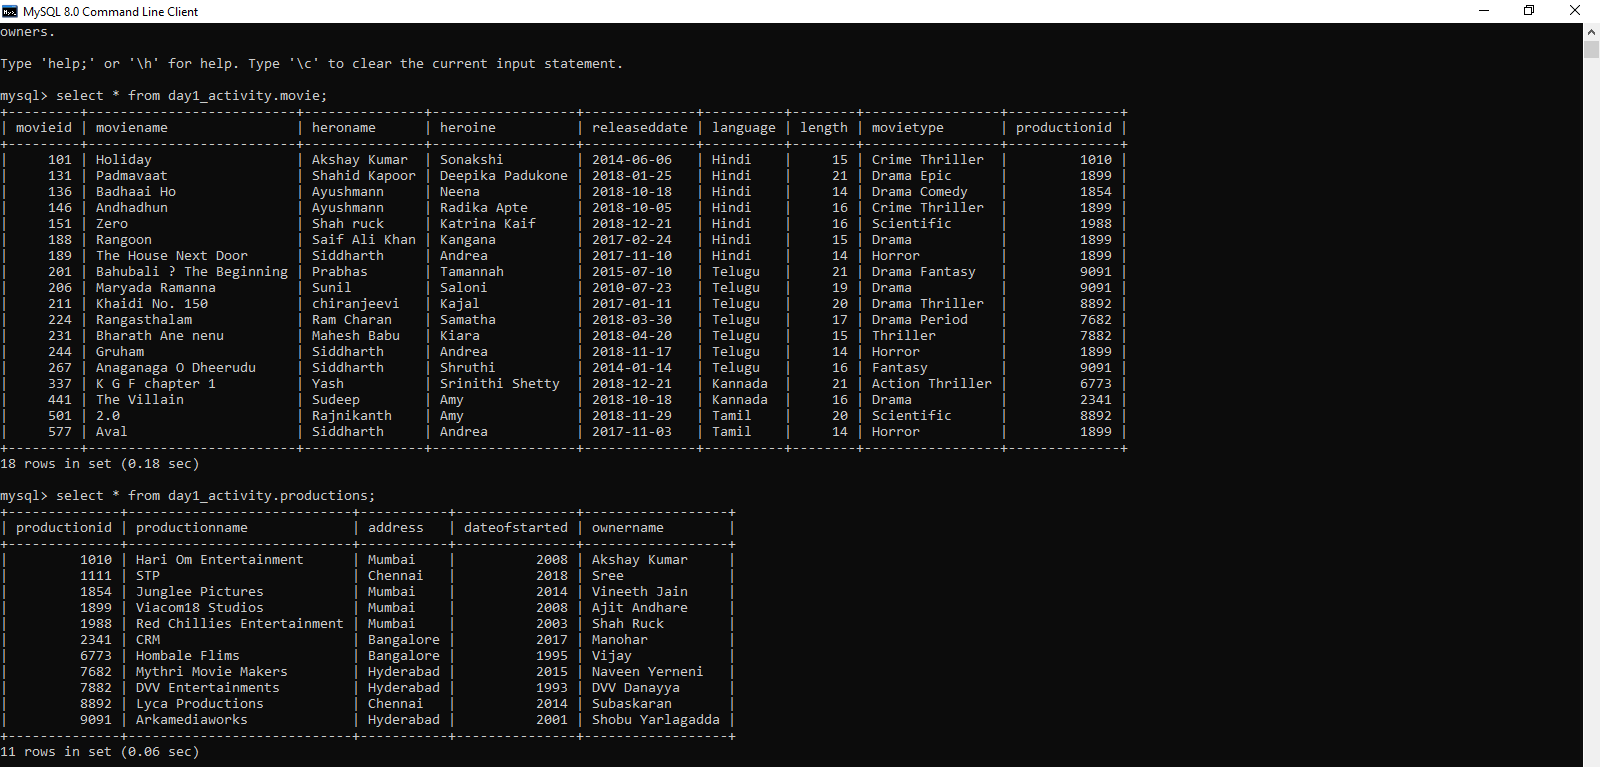 MySQL 8.0 Command Line Client
owners.
Type 'help;' or '\h' for help. Type '\c' to clear the current input statement.
mysql> select * from day1_activity.movie;
+---------+------------------------+---------------+------------------+--------------+----------+--------+-----------------+--------------+
| movieid | moviename              | heroname      | heroine          | releaseddate | language | length | movietype       | productionid |
+---------+------------------------+---------------+------------------+--------------+----------+--------+-----------------+--------------+
|     101 | Holiday                | Akshay Kumar  | Sonakshi         | 2014-06-06   | Hindi    |     15 | Crime Thriller  |         1010 |
|     131 | Padmavaat              | Shahid Kapoor | Deepika Padukone | 2018-01-25   | Hindi    |     21 | Drama Epic      |         1899 |
|     136 | Badhaai Ho             | Ayushmann     | Neena            | 2018-10-18   | Hindi    |     14 | Drama Comedy    |         1854 |
|     146 | Andhadhun              | Ayushmann     | Radika Apte      | 2018-10-05   | Hindi    |     16 | Crime Thriller  |         1899 |
|     151 | Zero                   | Shah ruck     | Katrina Kaif     | 2018-12-21   | Hindi    |     16 | Scientific      |         1988 |
|     188 | Rangoon                | Saif Ali Khan | Kangana          | 2017-02-24   | Hindi    |     15 | Drama           |         1899 |
|     189 | The House Next Door    | Siddharth     | Andrea           | 2017-11-10   | Hindi    |     14 | Horror          |         1899 |
|     201 | Bahubali ? The Beginning | Prabhas       | Tamannah         | 2015-07-10   | Telugu   |     21 | Drama Fantasy   |         9091 |
|     206 | Maryada Ramanna        | Sunil         | Saloni           | 2010-07-23   | Telugu   |     19 | Drama           |         9091 |
|     211 | Khaidi No. 150         | chiranjeevi   | Kajal            | 2017-01-11   | Telugu   |     20 | Drama Thriller  |         8892 |
|     224 | Rangasthalam           | Ram Charan    | Samatha          | 2018-03-30   | Telugu   |     17 | Drama Period    |         7682 |
|     231 | Bharath Ane nenu       | Mahesh Babu   | Kiara            | 2018-04-20   | Telugu   |     15 | Thriller        |         7882 |
|     244 | Gruham                 | Siddharth     | Andrea           | 2018-11-17   | Telugu   |     14 | Horror          |         1899 |
|     267 | Anaganaga O Dheerudu   | Siddharth     | Shruthi          | 2014-01-14   | Telugu   |     16 | Fantasy         |         9091 |
|     337 | K G F chapter 1        | Yash          | Srinithi Shetty  | 2018-12-21   | Kannada  |     21 | Action Thriller |         6773 |
|     441 | The Villain            | Sudeep        | Amy              | 2018-10-18   | Kannada  |     16 | Drama           |         2341 |
|     501 | 2.0                    | Rajnikanth    | Amy              | 2018-11-29   | Tamil    |     20 | Scientific      |         8892 |
|     577 | Aval                   | Siddharth     | Andrea           | 2017-11-03   | Tamil    |     14 | Horror          |         1899 |
+---------+------------------------+---------------+------------------+--------------+----------+--------+-----------------+--------------+
18 rows in set (0.18 sec)
mysql> select * from day1_activity.productions;
+--------------+----------------------------+-----------+---------------+------------------+
| productionid | productionname             | address   | dateofstarted | ownername        |
+--------------+----------------------------+-----------+---------------+------------------+
|         1010 | Hari Om Entertainment      | Mumbai    |          2008 | Akshay Kumar     |
|         1111 | STP                        | Chennai   |          2018 | Sree             |
|         1854 | Junglee Pictures           | Mumbai    |          2014 | Vineeth Jain     |
|         1899 | Viacom18 Studios           | Mumbai    |          2008 | Ajit Andhare     |
|         1988 | Red Chillies Entertainment | Mumbai    |          2003 | Shah Ruck        |
|         2341 | CRM                        | Bangalore |          2017 | Manohar          |
|         6773 | Hombale Flims              | Bangalore |          1995 | Vijay            |
|         7682 | Mythri Movie Makers        | Hyderabad |          2015 | Naveen Yerneni   |
|         7882 | DVV Entertainments         | Hyderabad |          1993 | DVV Danayya      |
|         8892 | Lyca Productions           | Chennai   |          2014 | Subaskaran       |
|         9091 | Arkamediaworks             | Hyderabad |          2001 | Shobu Yarlagadda |
+--------------+----------------------------+-----------+---------------+------------------+
11 rows in set (0.06 sec)